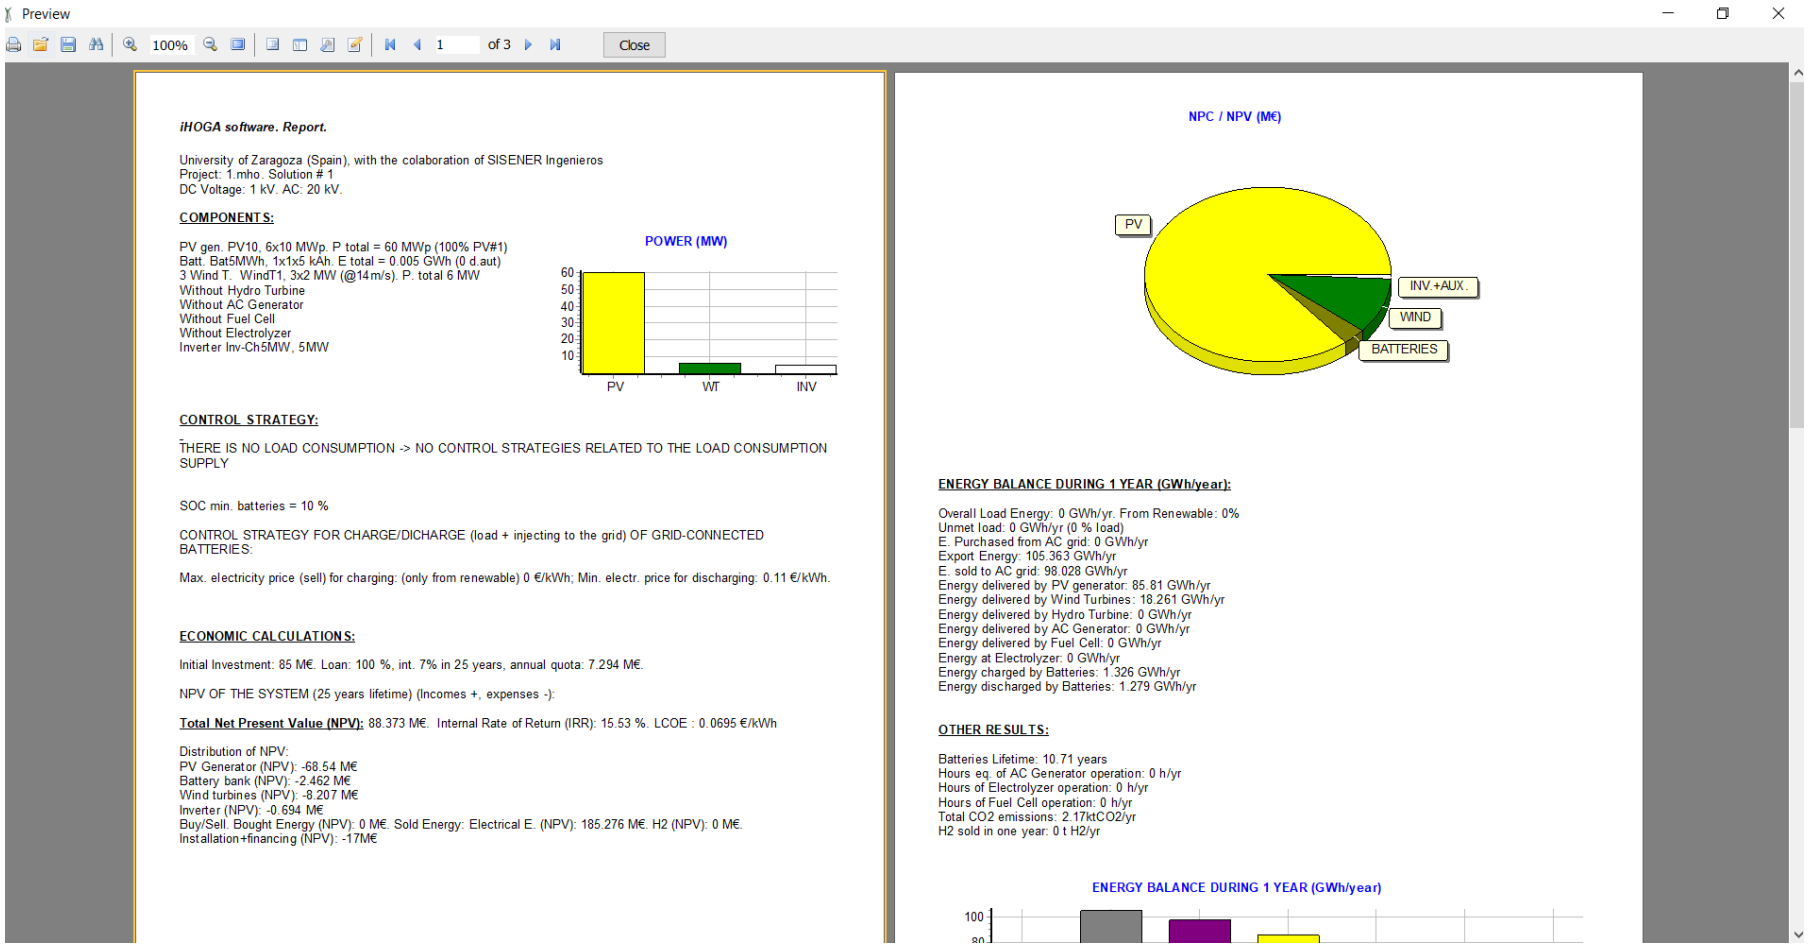 Preview
100%
1
of 3
Close
iHOGA software. Report.
University of Zaragoza (Spain), with the colaboration of SISENER Ingenieros
Project: 1.mho. Solution # 1
DC Voltage: 1 kV. AC: 20 kV.
COMPONENTS:
PV gen. PV10, 6x10 MWp. P total = 60 MWp (100% PV#1)
Batt. Bat5MWh, 1x1x5 kAh. E total = 0.005 GWh (0 d.aut)
3 Wind T.  WindT1, 3x2 MW (@14m/s). P. total 6 MW
Without Hydro Turbine
Without AC Generator
Without Fuel Cell
Without Electrolyzer
Inverter Inv-Ch5MW, 5MW
POWER (MW)
60
50
40
30
20
10
PV
WT
INV
CONTROL STRATEGY:
THERE IS NO LOAD CONSUMPTION -> NO CONTROL STRATEGIES RELATED TO THE LOAD CONSUMPTION
SUPPLY
SOC min. batteries = 10 %
CONTROL STRATEGY FOR CHARGE/DICHARGE (load + injecting to the grid) OF GRID-CONNECTED
BATTERIES:
Max. electricity price (sell) for charging: (only from renewable) 0 €/kWh; Min. electr. price for discharging: 0.11 €/kWh.
ECONOMIC CALCULATIONS:
Initial Investment: 85 M€. Loan: 100 %, int. 7% in 25 years, annual quota: 7.294 M€.
NPV OF THE SYSTEM (25 years lifetime) (Incomes +, expenses -):
Total Net Present Value (NPV): 88.373 M€.  Internal Rate of Return (IRR): 15.53 %. LCOE : 0.0695 €/kWh
Distribution of NPV:
PV Generator (NPV): -68.54 M€
Battery bank (NPV): -2.462 M€
Wind turbines (NPV): -8.207 M€
Inverter (NPV): -0.694 M€
Buy/Sell. Bought Energy (NPV): 0 M€. Sold Energy: Electrical E. (NPV): 185.276 M€. H2 (NPV): 0 M€.
Installation+financing (NPV): -17M€
NPC / NPV (M€)
PV
INV.+AUX.
WIND
BATTERIES
ENERGY BALANCE DURING 1 YEAR (GWh/year):
Overall Load Energy: 0 GWh/yr. From Renewable: 0%
Unmet load: 0 GWh/yr (0 % load)
E. Purchased from AC grid: 0 GWh/yr
Export Energy: 105.363 GWh/yr
E. sold to AC grid: 98.028 GWh/yr
Energy delivered by PV generator: 85.81 GWh/yr
Energy delivered by Wind Turbines: 18.261 GWh/yr
Energy delivered by Hydro Turbine: 0 GWh/yr
Energy delivered by AC Generator: 0 GWh/yr
Energy delivered by Fuel Cell: 0 GWh/yr
Energy at Electrolyzer: 0 GWh/yr
Energy charged by Batteries: 1.326 GWh/yr
Energy discharged by Batteries: 1.279 GWh/yr
OTHER RESULTS:
Batteries Lifetime: 10.71 years
Hours eq. of AC Generator operation: 0 h/yr
Hours of Electrolyzer operation: 0 h/yr
Hours of Fuel Cell operation: 0 h/yr
Total CO2 emissions: 2.17ktCO2/yr
H2 sold in one year: 0 t H2/yr
ENERGY BALANCE DURING 1 YEAR (GWh/year)
100
80